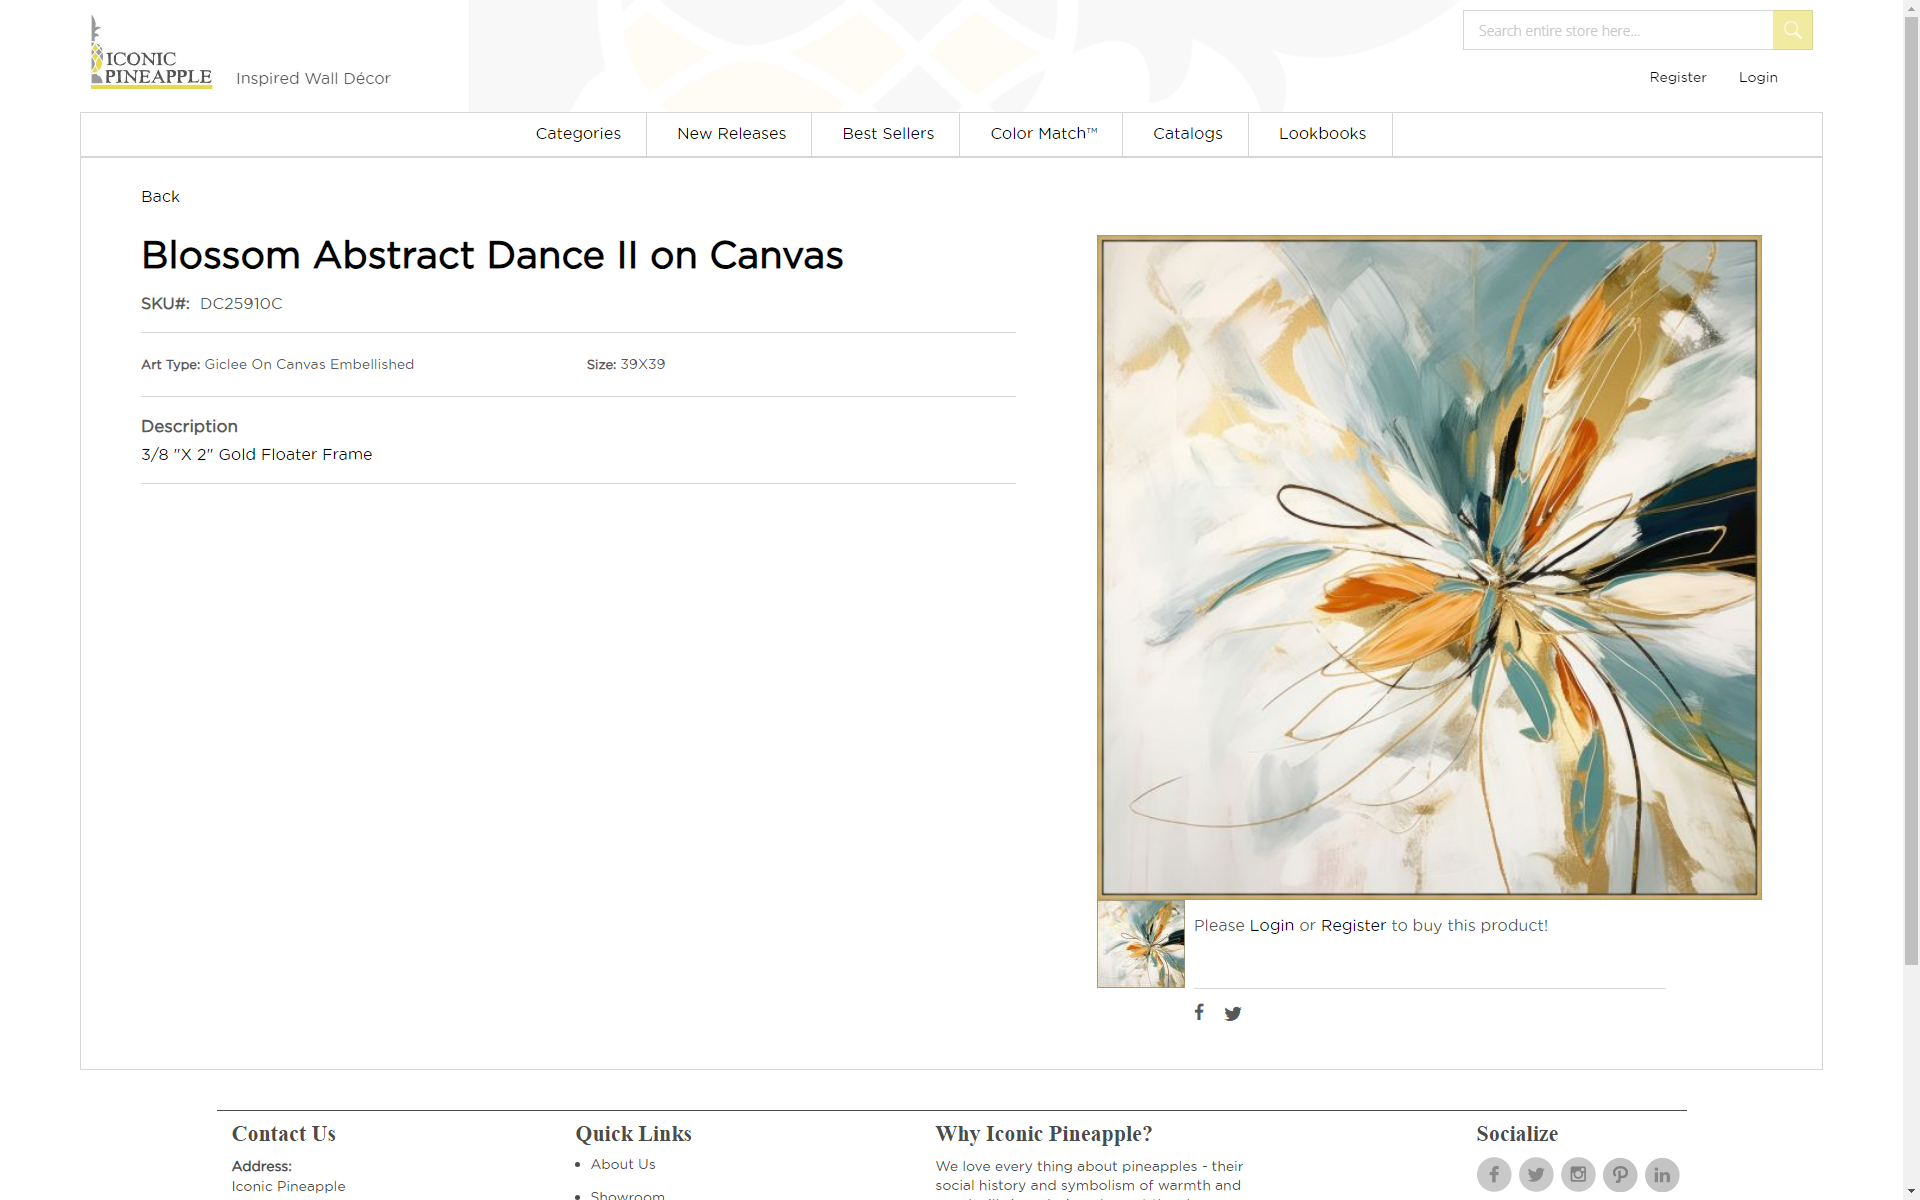 ICONIC
PINEAPPLE
Inspired Wall Décor
Search entire store here...
Register
Login
Categories
New Releases
Best Sellers
Color Match™
Catalogs
Lookbooks
Back
Blossom Abstract Dance II on Canvas
SKU#: DC25910C
Art Type: Giclee On Canvas Embellished
Size: 39X39
Description
3/8 "X 2" Gold Floater Frame
Please Login or Register to buy this product!
Contact Us
Address:
Iconic Pineapple
Quick Links
About Us
Showroom
Why Iconic Pineapple?
We love every thing about pineapples - their
social history and symbolism of warmth and
Socialize